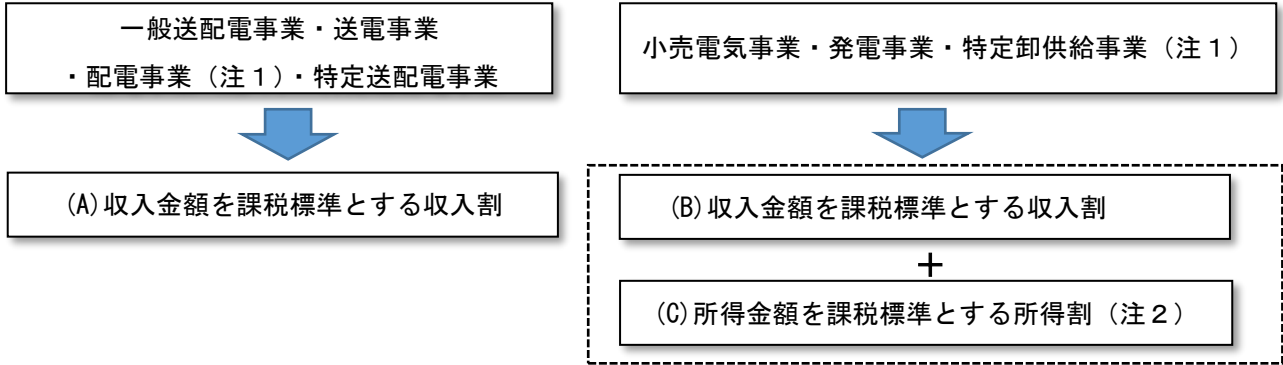 一般送配電事業・送電事業
・配電事業（注１）・特定送配電事業
(A)収入金額を課税標準とする収入割
小売電気事業・発電事業・特定卸供給事業（注１）
(B)収入金額を課税標準とする収入割
＋
(C)所得金額を課税標準とする所得割（注２）